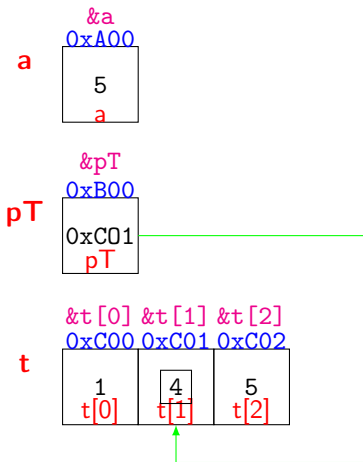 &a
0xA00
a
5
a
&pT
0xB00
pT
0xC01
pT
&t[0] &t[1] &t[2]
0xC00 0xC01 0xC02
t
1 4 5
t[0] t[1] t[2]